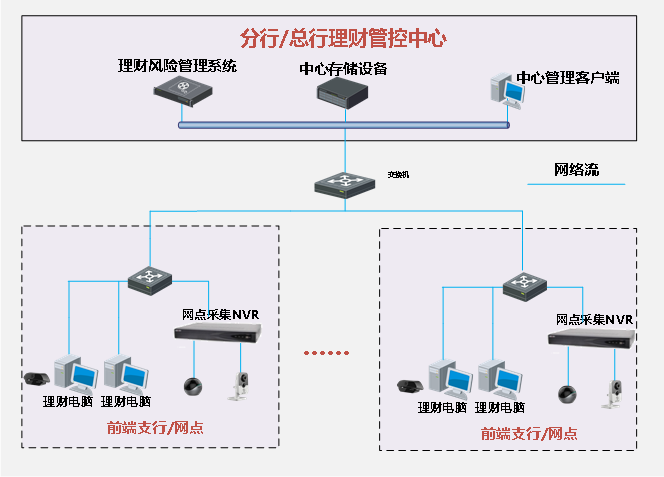 分行/总行理财管控中心
理财风险管理系统
中心存储设备
中心管理客户端
交换机
网络流
网点采集NVR
网点采集NVR
......
理财电脑
理财电脑
理财电脑
理财电脑
前端支行/网点
前端支行/网点